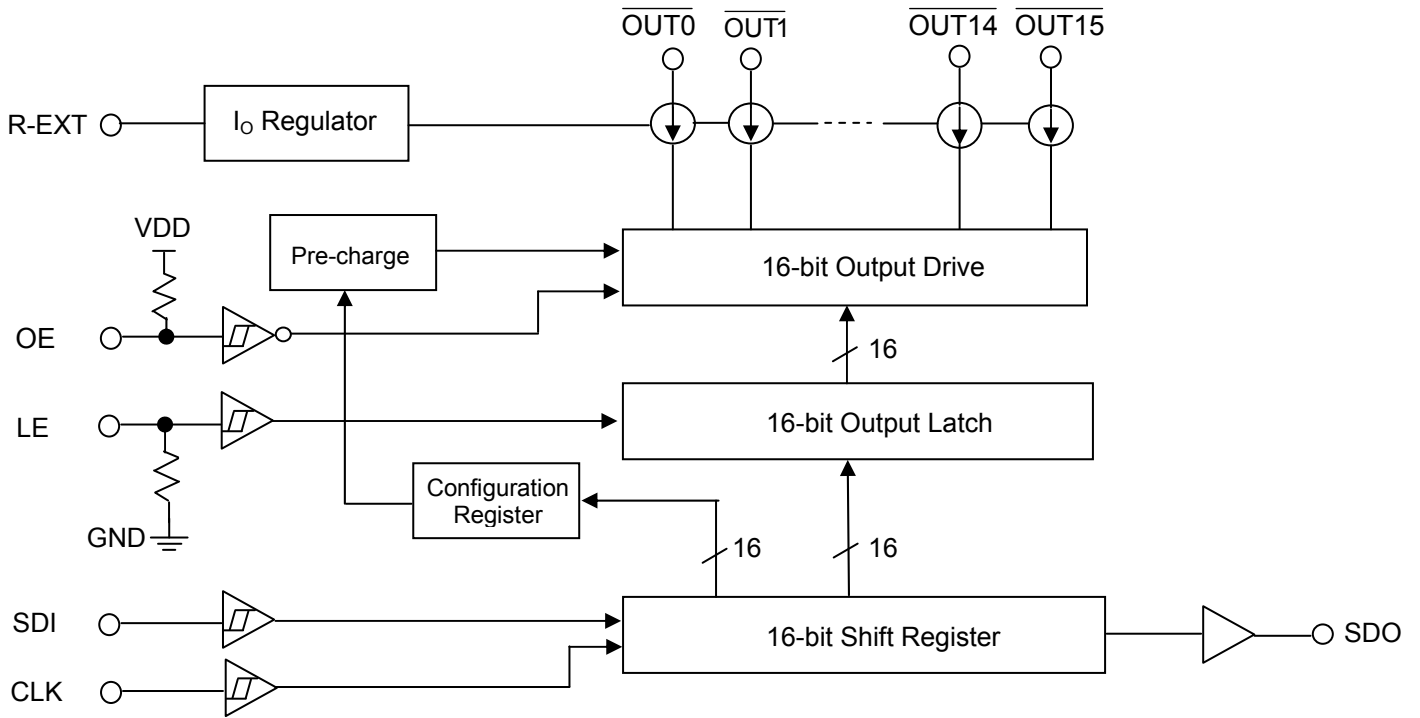 OUT0 OUT1 OUT14 OUT15
R-EXT
I₀ Regulator
VDD
Pre-charge
16-bit Output Drive
OE
16
LE
16-bit Output Latch
Configuration
Register
GND
16
16
SDI
16-bit Shift Register
SDO
CLK